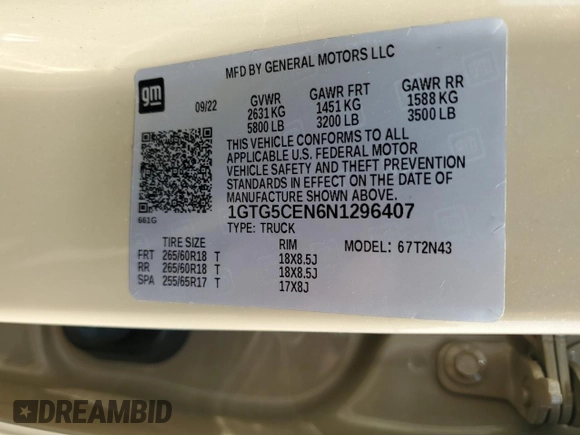 MFD BY GENERAL MOTORS LLC
gm
09/22
GVWR
2631 KG
5800 LB
GAWR FRT
1451 KG
3200 LB
GAWR RR
1588 KG
3500 LB
THIS VEHICLE CONFORMS TO ALL
APPLICABLE U.S. FEDERAL MOTOR
VEHICLE SAFETY AND THEFT PREVENTION
STANDARDS IN EFFECT ON THE DATE OF
MANUFACTURE SHOWN ABOVE.
661G
1GTG5CEN6N1296407
TYPE: TRUCK
TIRE SIZE
RIM
MODEL: 67T2N43
FRT 265/60R18 T 18X8.5J
RR 265/60R18 T 18X8.5J
SPA 255/65R17 T 17X8J
DREAMBID